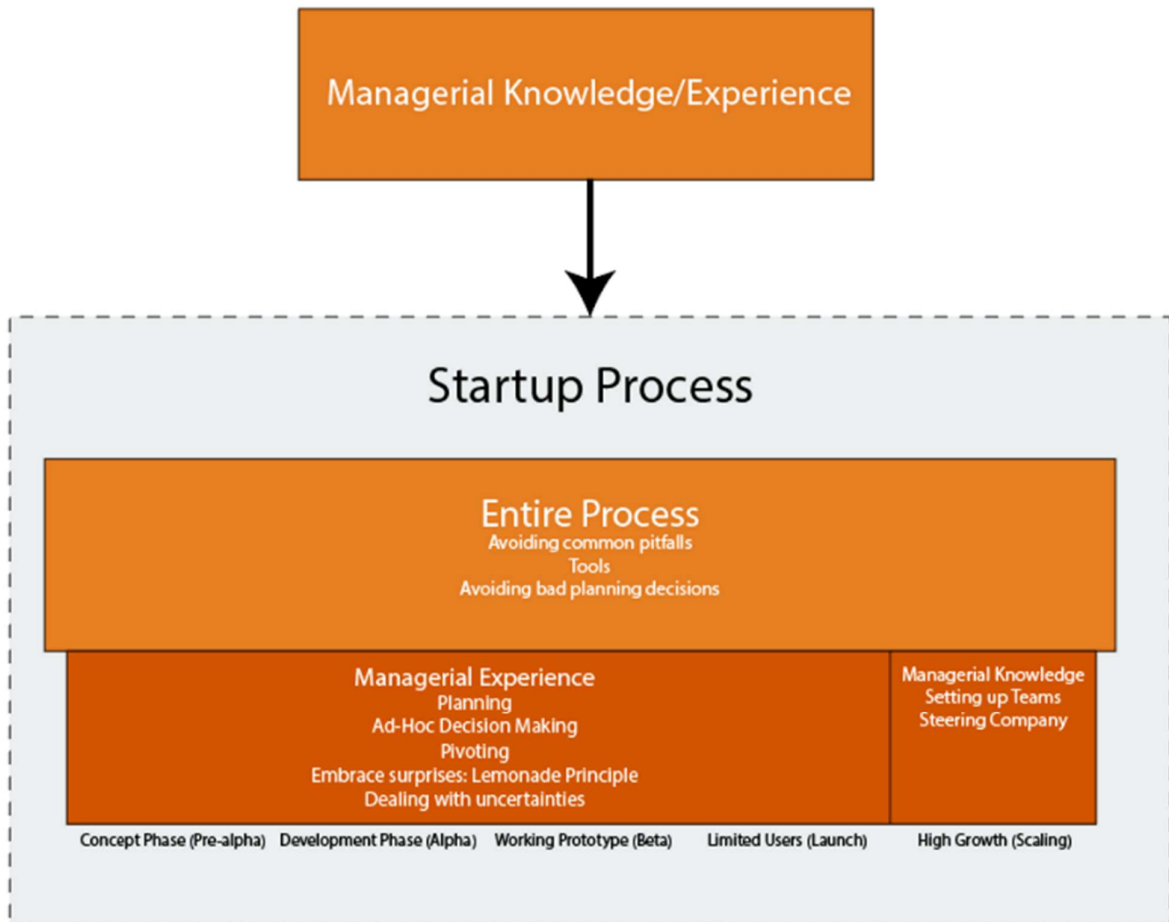 Managerial Knowledge/Experience
Startup Process
Entire Process
Avoiding common pitfalls
Tools
Avoiding bad planning decisions
Managerial Experience
Planning
Ad-Hoc Decision Making
Pivoting
Embrace surprises: Lemonade Principle
Dealing with uncertainties
Managerial Knowledge
Setting up Teams
Steering Company
Concept Phase (Pre-alpha)
Development Phase (Alpha)
Working Prototype (Beta)
Limited Users (Launch)
High Growth (Scaling)